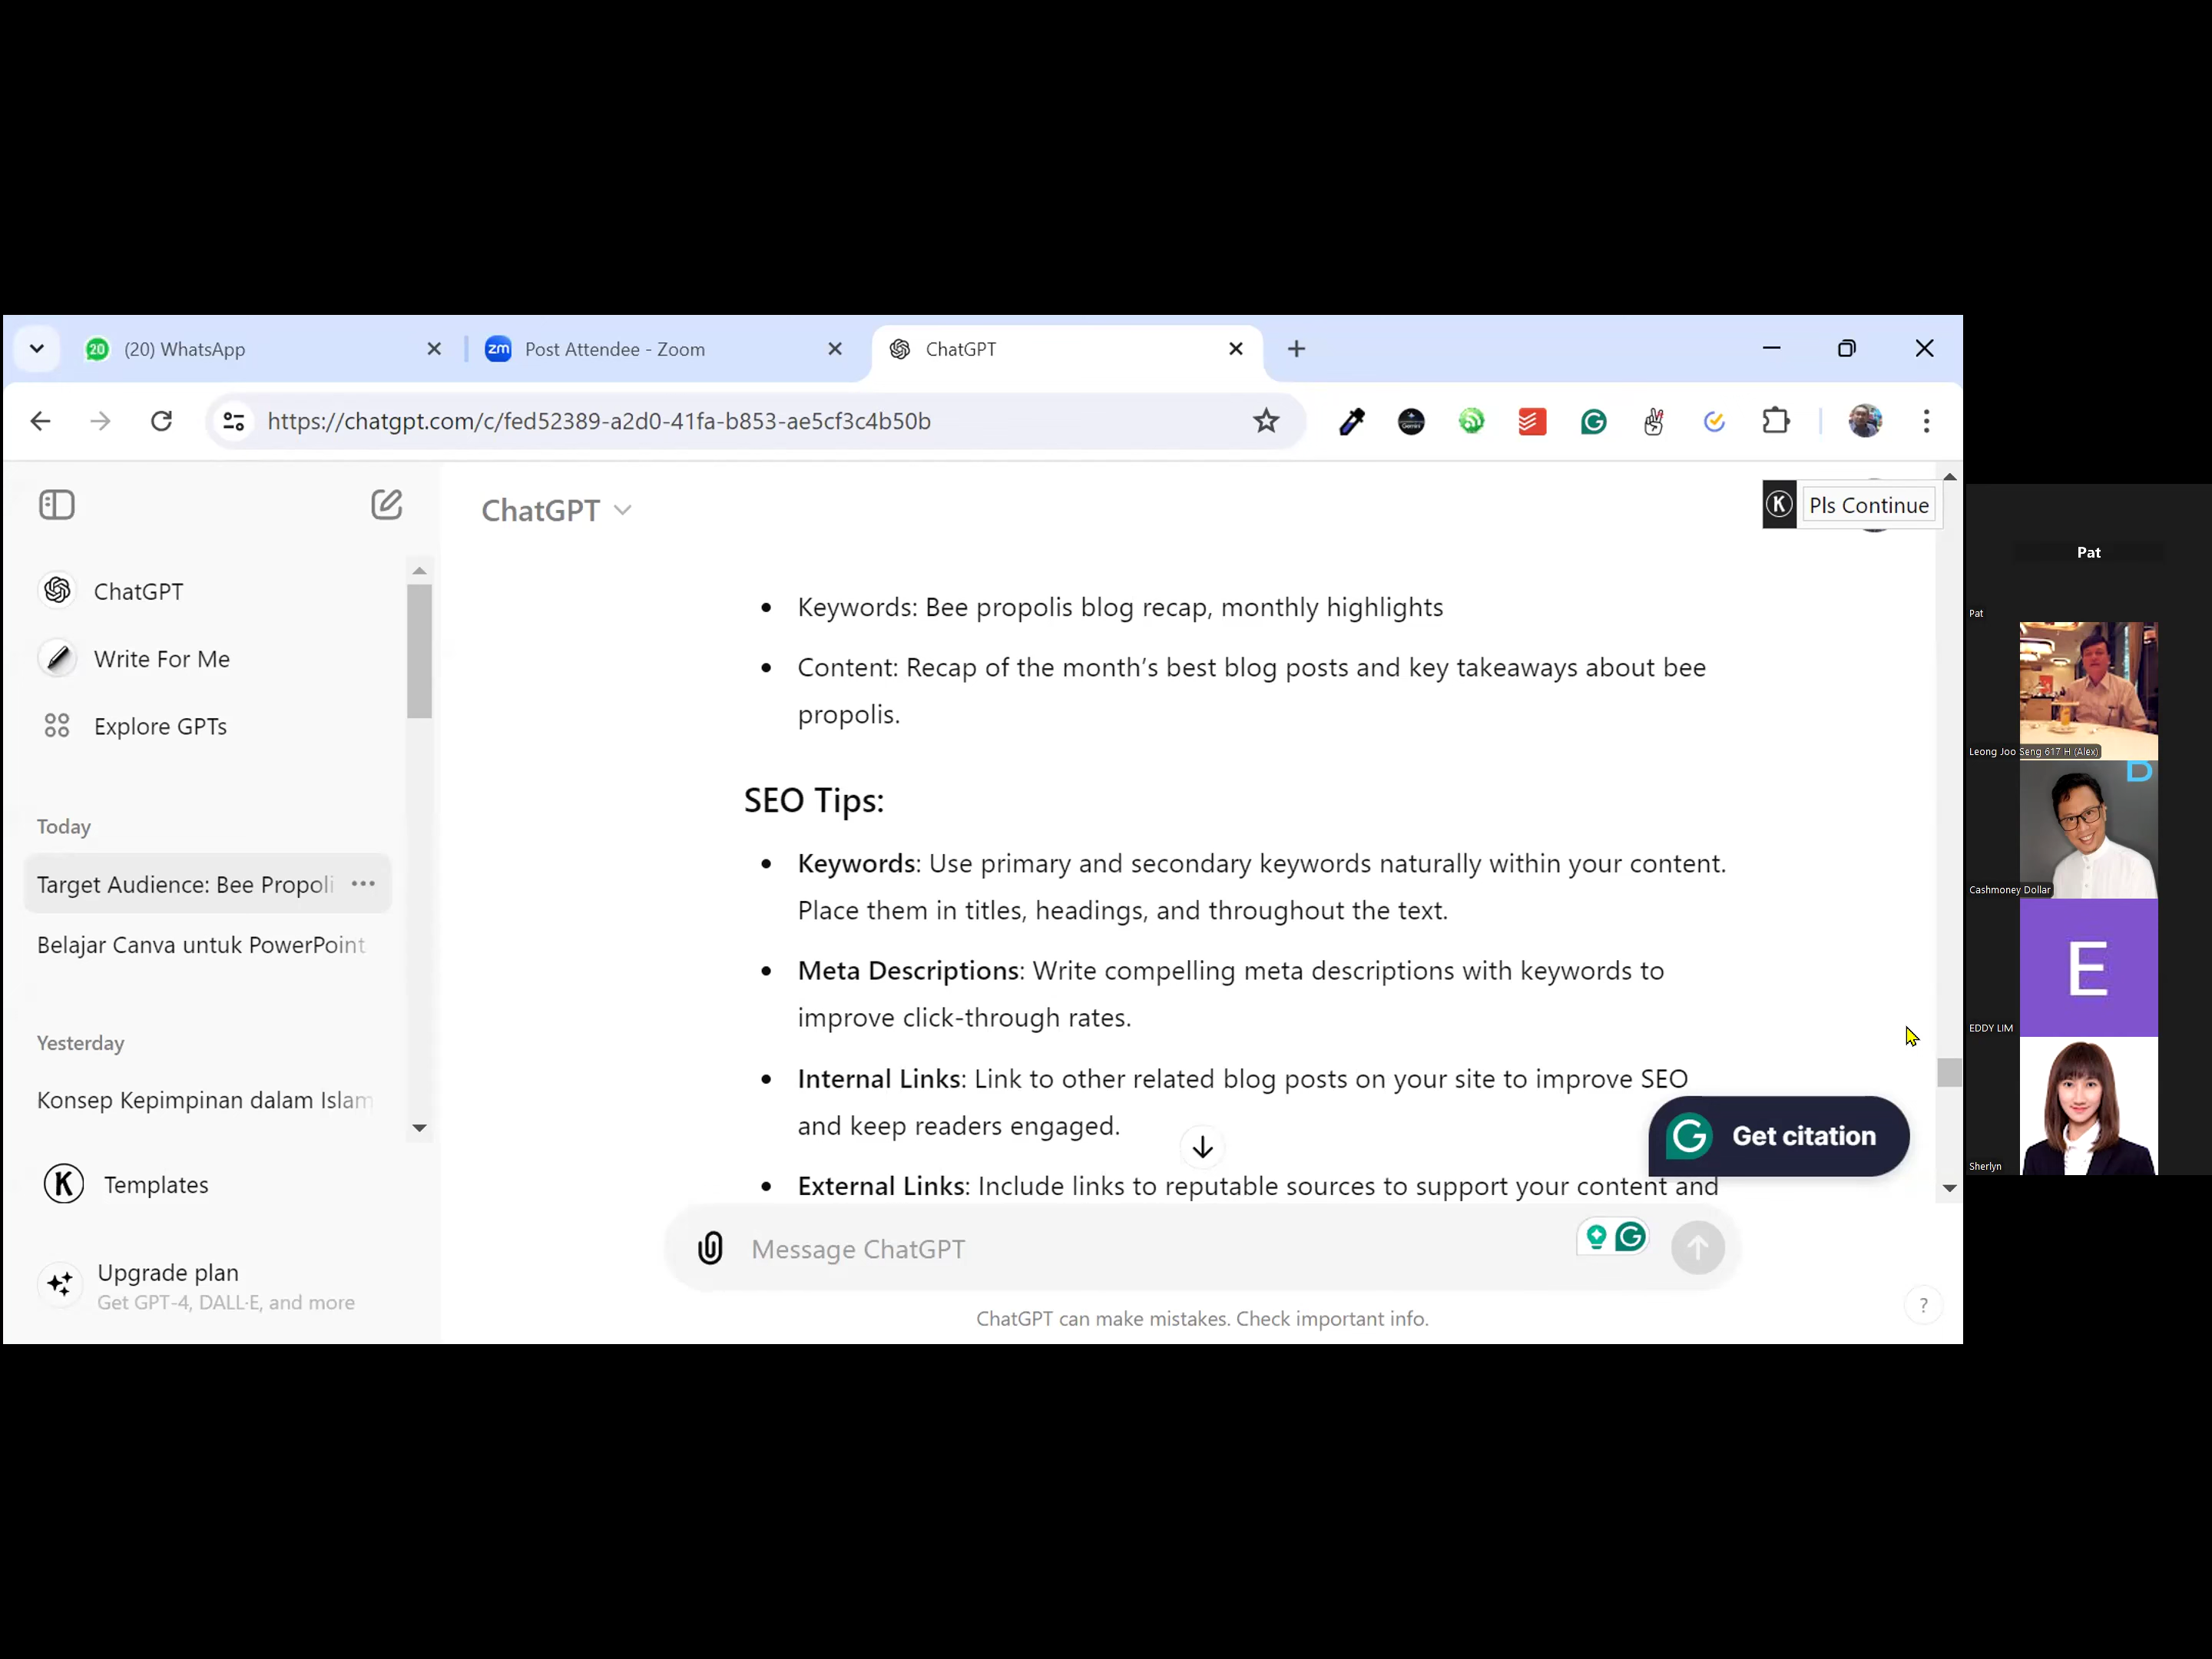 20
(20) WhatsApp
zm
Post Attendee - Zoom
ChatGPT
https://chatgpt.com/c/fed52389-a2d0-41fa-b853-ae5cf3c4b50b
ChatGPT
Write For Me
Explore GPTs
Today
Target Audience: Bee Propoli
Belajar Canva untuk PowerPoint
Yesterday
Konsep Kepimpinan dalam Islam
K
Templates
Upgrade plan
Get GPT-4, DALL·E, and more
ChatGPT
K
Pls Continue
• Keywords: Bee propolis blog recap, monthly highlights
• Content: Recap of the month’s best blog posts and key takeaways about bee
propolis.
SEO Tips:
• Keywords: Use primary and secondary keywords naturally within your content.
Place them in titles, headings, and throughout the text.
• Meta Descriptions: Write compelling meta descriptions with keywords to
improve click-through rates.
• Internal Links: Link to other related blog posts on your site to improve SEO
and keep readers engaged.
• External Links: Include links to reputable sources to support your content and
Get citation
Message ChatGPT
ChatGPT can make mistakes. Check important info.
?
Pat
Pat
Leong Joo Seng 617 H (Alex)
Cashmoney Dollar
E
EDDY LIM
Sherlyn